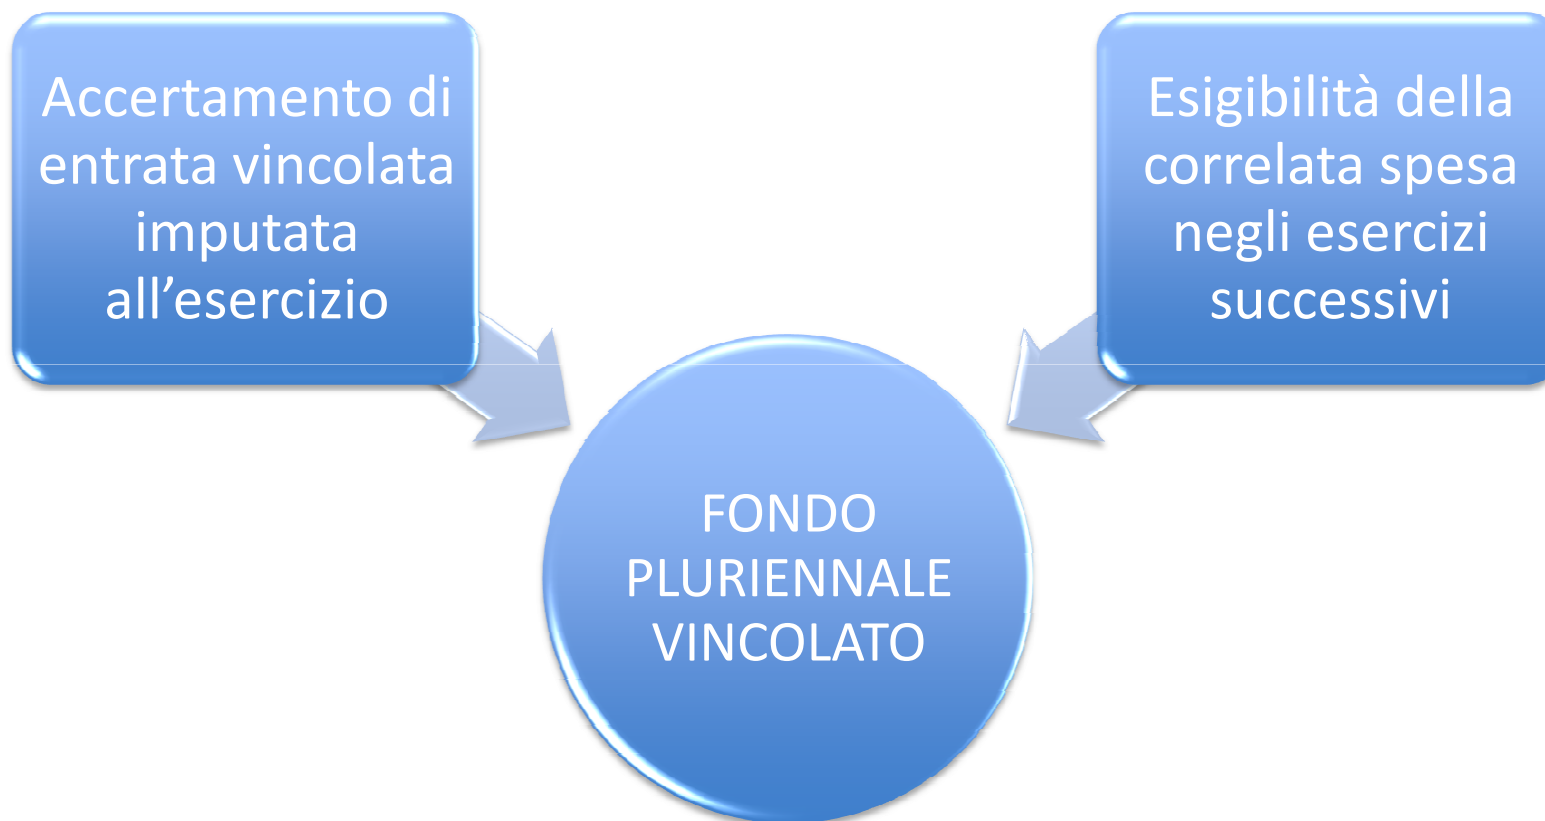 Accertamento di
entrata vincolata
imputata
all’esercizio
Esigibilità della
correlata spesa
negli esercizi
successivi
FONDO
PLURIENNALE
VINCOLATO